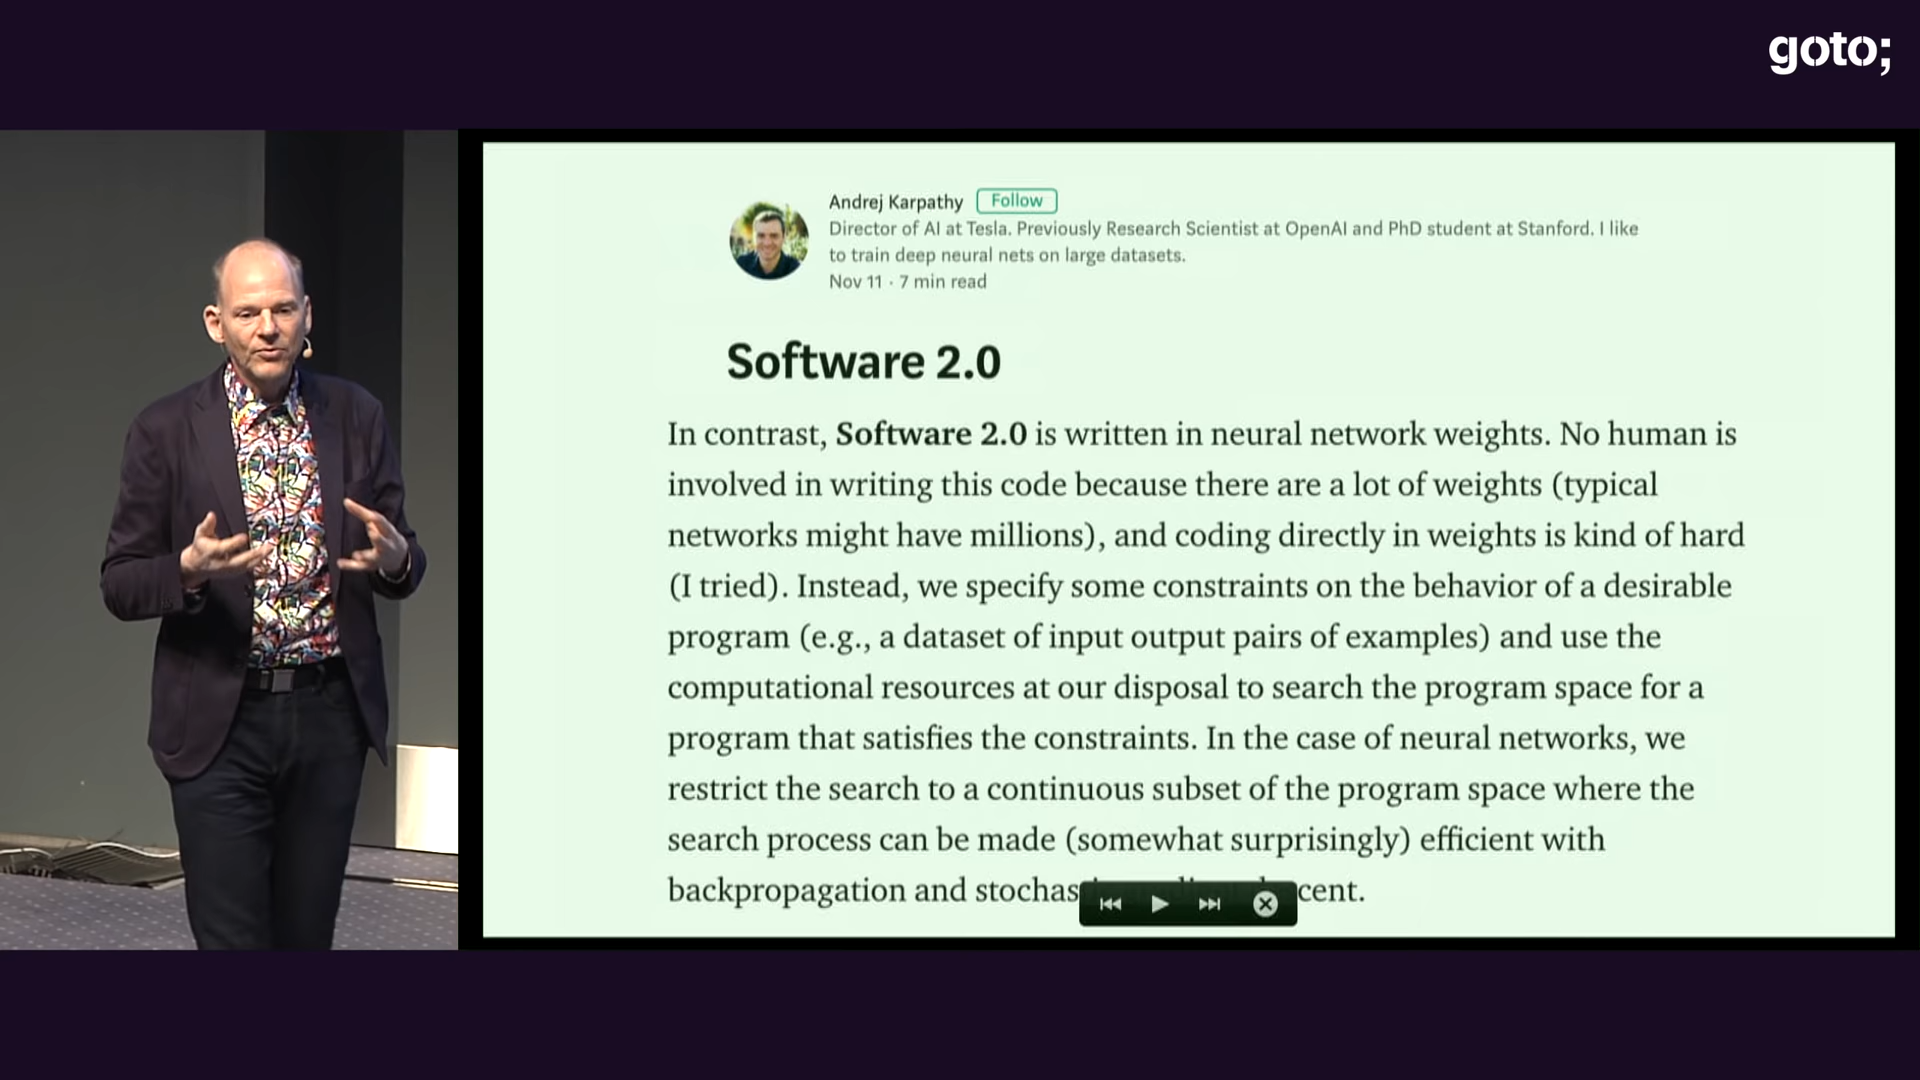 goto;
Andrej Karpathy Follow
Director of AI at Tesla. Previously Research Scientist at OpenAI and PhD student at Stanford. I like
to train deep neural nets on large datasets.
Nov 11 · 7 min read
Software 2.0
In contrast, Software 2.0 is written in neural network weights. No human is
involved in writing this code because there are a lot of weights (typical
networks might have millions), and coding directly in weights is kind of hard
(I tried). Instead, we specify some constraints on the behavior of a desirable
program (e.g., a dataset of input output pairs of examples) and use the
computational resources at our disposal to search the program space for a
program that satisfies the constraints. In the case of neural networks, we
restrict the search to a continuous subset of the program space where the
search process can be made (somewhat surprisingly) efficient with
backpropagation and stochas cent.